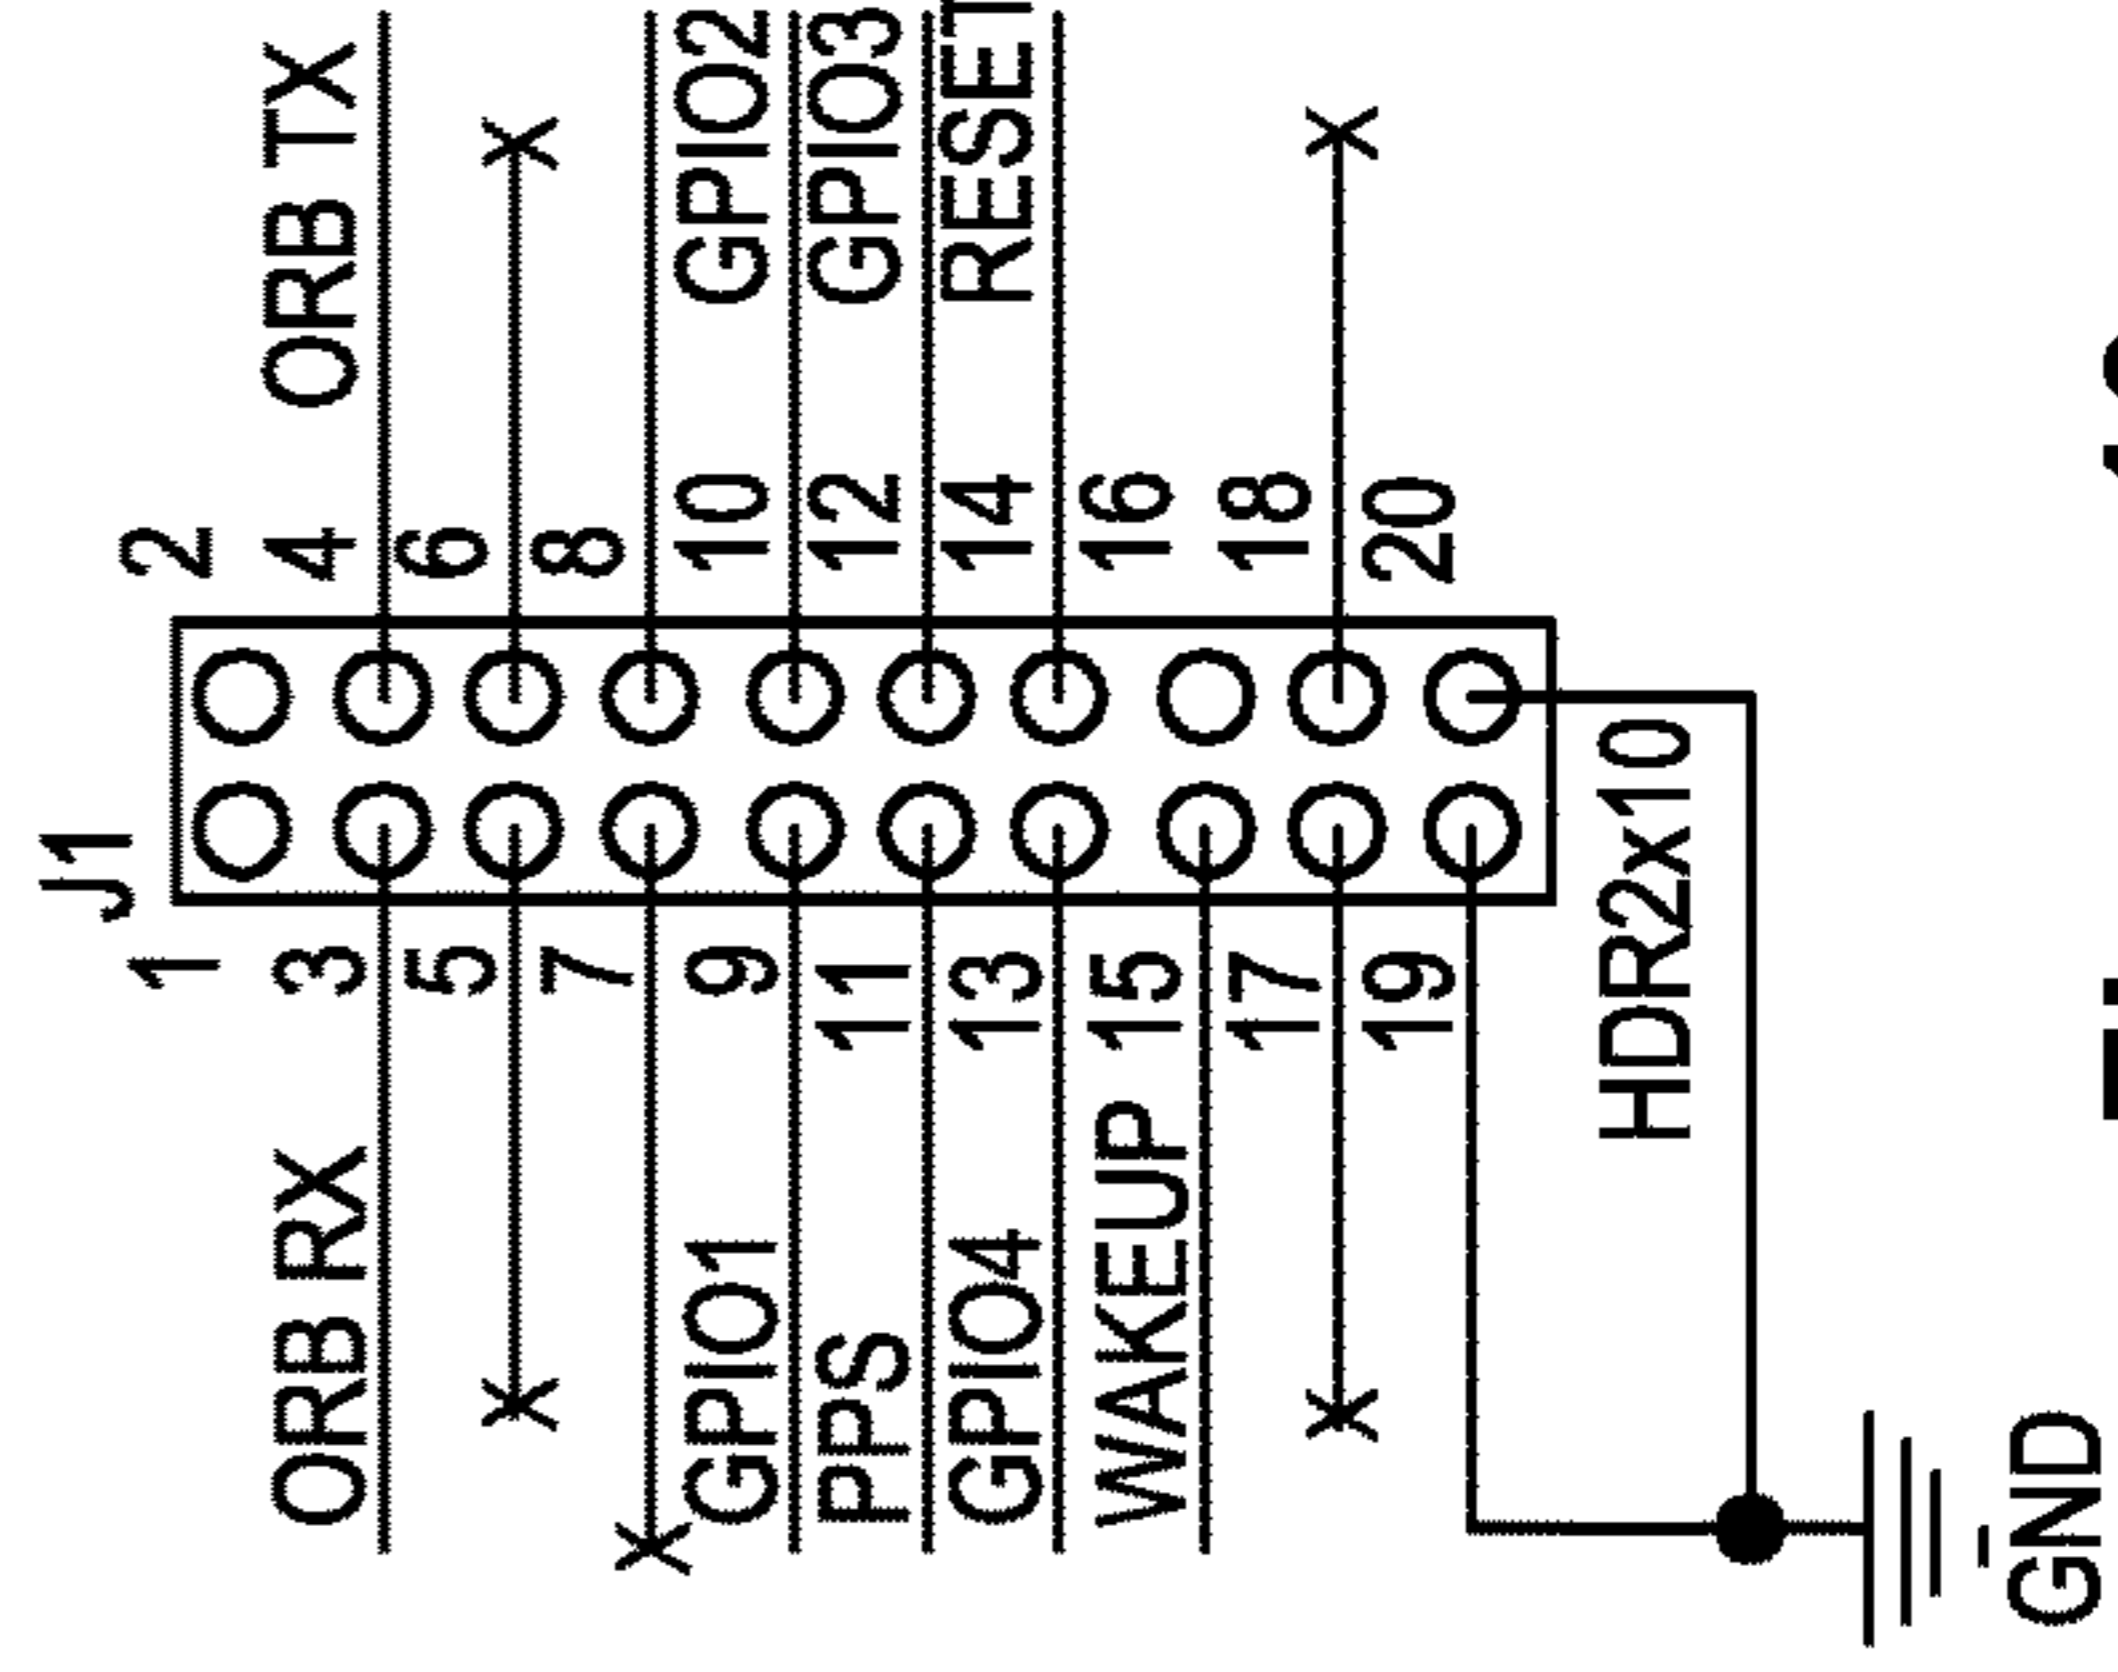 J1
1 2
ORB RX 3 4 ORB TX
5 6
7 8
GPIO1 9 10 GPIO2
PPS 11 12 GPIO3
GPIO4 13 14 RESET
WAKEUP 15 16
17 18
19 20
HDR2x10
GND